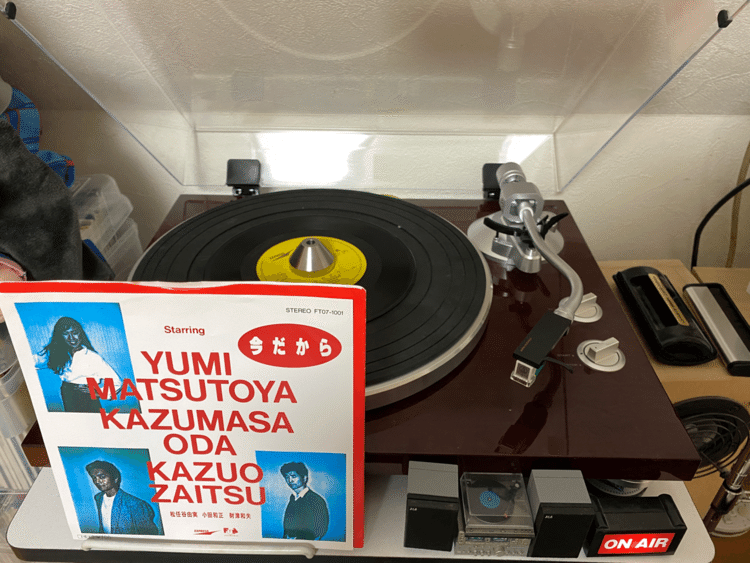 STEREO FT07-1001
Starring
今だから
YUMI
MATSUTOYA
KAZUMASA
ODA
KAZUO
ZAITSU
松任谷由実 小田和正 財津和夫
ON AIR